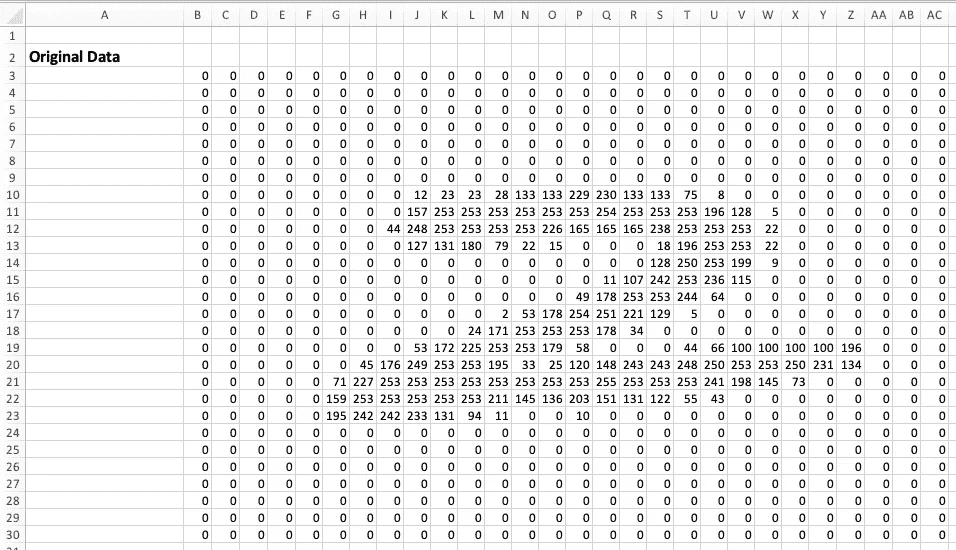 A B C D E F G H I J K L M N O P Q R S T U V W X Y Z AA AB AC
1
2 Original Data
3 0 0 0 0 0 0 0 0 0 0 0 0 0 0 0 0 0 0 0 0 0 0 0 0 0 0 0 0
4 0 0 0 0 0 0 0 0 0 0 0 0 0 0 0 0 0 0 0 0 0 0 0 0 0 0 0 0
5 0 0 0 0 0 0 0 0 0 0 0 0 0 0 0 0 0 0 0 0 0 0 0 0 0 0 0 0
6 0 0 0 0 0 0 0 0 0 0 0 0 0 0 0 0 0 0 0 0 0 0 0 0 0 0 0 0
7 0 0 0 0 0 0 0 0 0 0 0 0 0 0 0 0 0 0 0 0 0 0 0 0 0 0 0 0
8 0 0 0 0 0 0 0 0 0 0 0 0 0 0 0 0 0 0 0 0 0 0 0 0 0 0 0 0
9 0 0 0 0 0 0 0 0 0 0 0 0 0 0 0 0 0 0 0 0 0 0 0 0 0 0 0 0
10 0 0 0 0 0 0 0 0 12 23 23 28 133 133 229 230 133 133 75 8 0 0 0 0 0 0 0 0
11 0 0 0 0 0 0 0 0 157 253 253 253 253 253 253 254 253 253 253 196 128 5 0 0 0 0 0 0
12 0 0 0 0 0 0 0 44 248 253 253 253 253 226 165 165 165 238 253 253 253 22 0 0 0 0 0 0
13 0 0 0 0 0 0 0 0 127 131 180 79 22 15 0 0 0 18 196 253 253 22 0 0 0 0 0 0
14 0 0 0 0 0 0 0 0 0 0 0 0 0 0 0 0 0 128 250 253 199 9 0 0 0 0 0 0
15 0 0 0 0 0 0 0 0 0 0 0 0 0 0 0 11 107 242 253 236 115 0 0 0 0 0 0 0
16 0 0 0 0 0 0 0 0 0 0 0 0 0 0 49 178 253 253 244 64 0 0 0 0 0 0 0 0
17 0 0 0 0 0 0 0 0 0 0 0 2 53 178 254 251 221 129 5 0 0 0 0 0 0 0 0 0
18 0 0 0 0 0 0 0 0 0 0 24 171 253 253 253 178 34 0 0 0 0 0 0 0 0 0 0 0
19 0 0 0 0 0 0 0 0 53 172 225 253 253 179 58 0 0 0 44 66 100 100 100 100 196 0 0 0
20 0 0 0 0 0 0 45 176 249 253 253 195 33 25 120 148 243 243 248 250 253 253 250 231 134 0 0 0
21 0 0 0 0 0 71 227 253 253 253 253 253 253 253 253 255 253 253 253 241 198 145 73 0 0 0 0 0
22 0 0 0 0 0 159 253 253 253 253 253 211 145 136 203 151 131 122 55 43 0 0 0 0 0 0 0 0
23 0 0 0 0 0 195 242 242 233 131 94 11 0 0 10 0 0 0 0 0 0 0 0 0 0 0 0 0
24 0 0 0 0 0 0 0 0 0 0 0 0 0 0 0 0 0 0 0 0 0 0 0 0 0 0 0 0
25 0 0 0 0 0 0 0 0 0 0 0 0 0 0 0 0 0 0 0 0 0 0 0 0 0 0 0 0
26 0 0 0 0 0 0 0 0 0 0 0 0 0 0 0 0 0 0 0 0 0 0 0 0 0 0 0 0
27 0 0 0 0 0 0 0 0 0 0 0 0 0 0 0 0 0 0 0 0 0 0 0 0 0 0 0 0
28 0 0 0 0 0 0 0 0 0 0 0 0 0 0 0 0 0 0 0 0 0 0 0 0 0 0 0 0
29 0 0 0 0 0 0 0 0 0 0 0 0 0 0 0 0 0 0 0 0 0 0 0 0 0 0 0 0
30 0 0 0 0 0 0 0 0 0 0 0 0 0 0 0 0 0 0 0 0 0 0 0 0 0 0 0 0